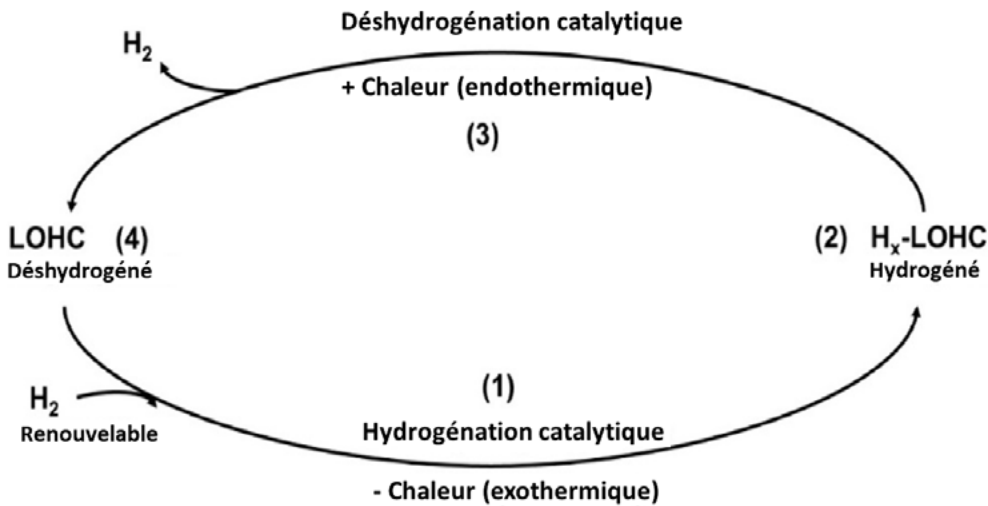 Déshydrogénation catalytique
H₂
+ Chaleur (endothermique)
(3)
LOHC (4)
Déshydrogéné
(2) Hₓ-LOHC
Hydrogéné
(1)
H₂
Renouvelable
Hydrogénation catalytique
- Chaleur (exothermique)